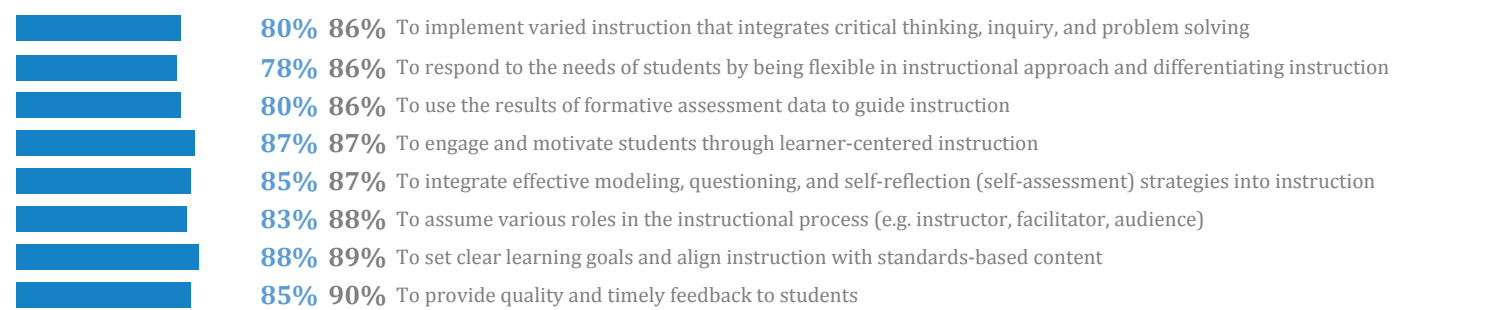 80% 86% To implement varied instruction that integrates critical thinking, inquiry, and problem solving
78% 86% To respond to the needs of students by being flexible in instructional approach and differentiating instruction
80% 86% To use the results of formative assessment data to guide instruction
87% 87% To engage and motivate students through learner-centered instruction
85% 87% To integrate effective modeling, questioning, and self-reflection (self-assessment) strategies into instruction
83% 88% To assume various roles in the instructional process (e.g. instructor, facilitator, audience)
88% 89% To set clear learning goals and align instruction with standards-based content
85% 90% To provide quality and timely feedback to students